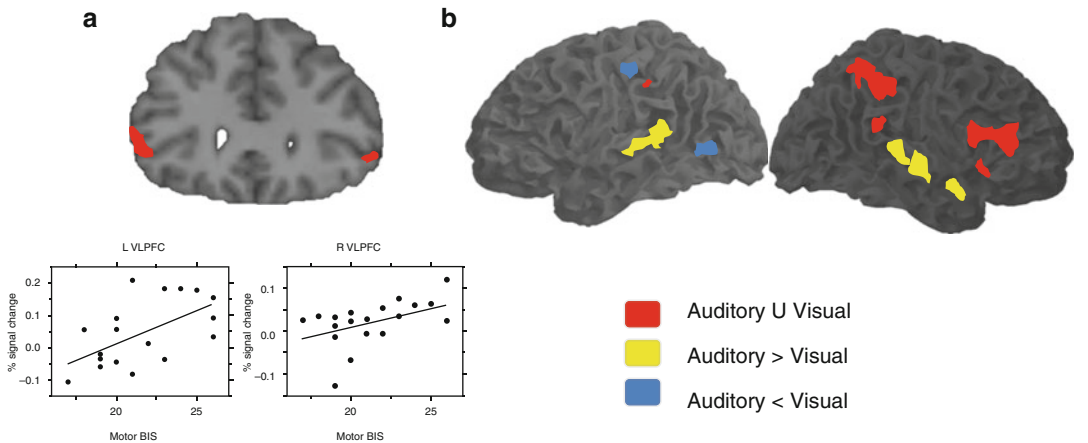 a
b
L VLPFC
R VLPFC
% signal change
0.2
0.1
0.0
–0.1
20
25
Motor BIS
% signal change
0.1
0.0
–0.1
20
25
Motor BIS
Auditory U Visual
Auditory > Visual
Auditory < Visual